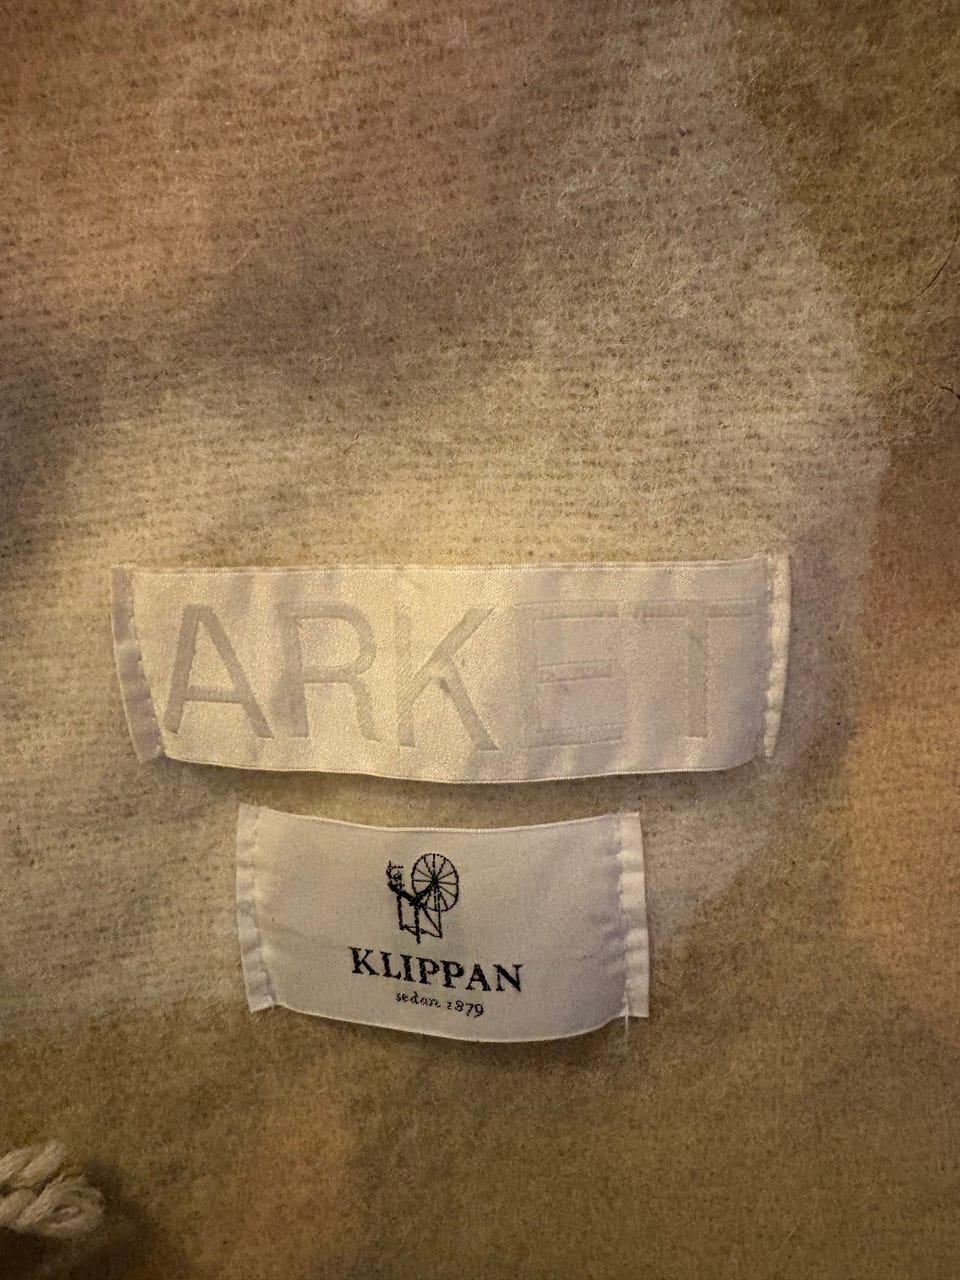 ARKET
KLIPPAN
sedan 1879